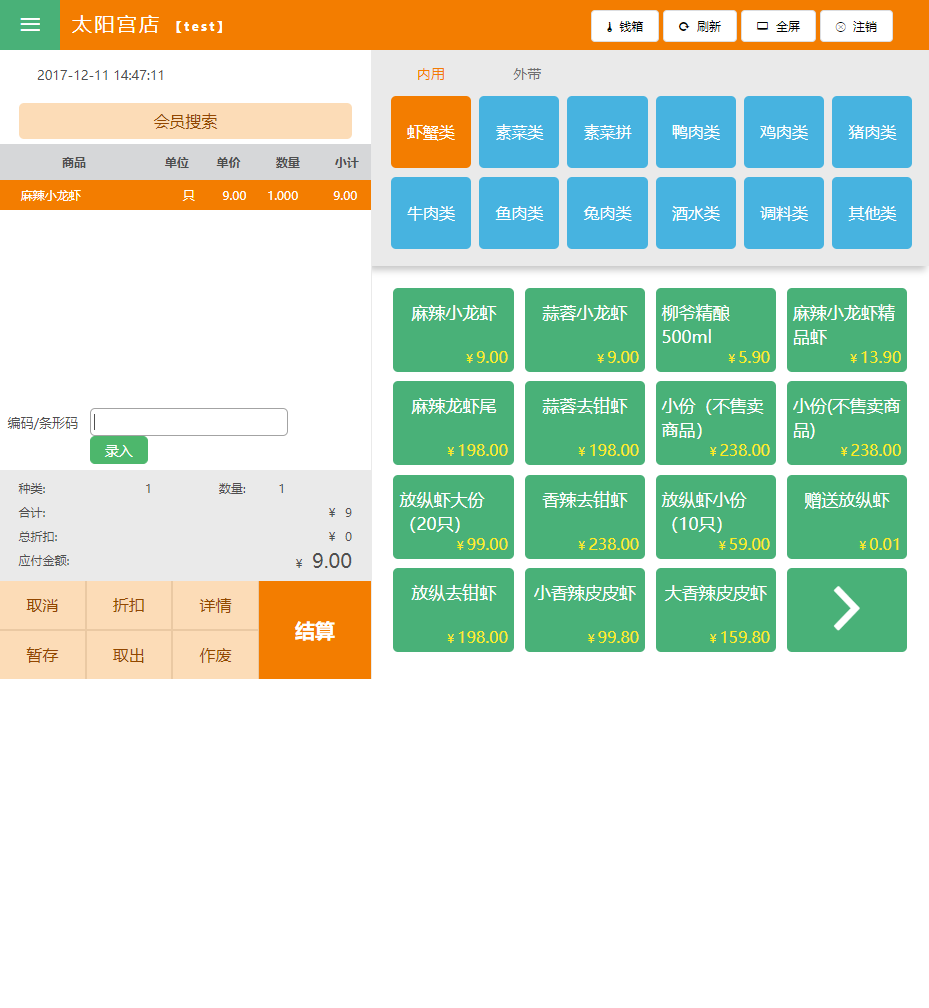 太阳宫店 【test】
钱箱 刷新 全屏 注销
2017-12-11 14:47:11
会员搜索
商品 单位 单价 数量 小计
麻辣小龙虾 只 9.00 1.000 9.00
编码/条形码
录入
种类: 1 数量: 1
合计: ¥ 9
总折扣: ¥ 0
应付金额: ¥ 9.00
取消 折扣 详情
结算
暂存 取出 作废
内用 外带
虾蟹类 素菜类 素菜拼 鸭肉类 鸡肉类 猪肉类
牛肉类 鱼肉类 兔肉类 酒水类 调料类 其他类
麻辣小龙虾
¥ 9.00
蒜蓉小龙虾
¥ 9.00
柳爷精酿
500ml
¥ 5.90
麻辣小龙虾精
品虾
¥ 13.90
麻辣龙虾尾
¥ 198.00
蒜蓉去钳虾
¥ 198.00
小份（不售卖
商品）
¥ 238.00
小份(不售卖商
品)
¥ 238.00
放纵虾大份
（20只）
¥ 99.00
香辣去钳虾
¥ 238.00
放纵虾小份
（10只）
¥ 59.00
赠送放纵虾
¥ 0.01
放纵去钳虾
¥ 198.00
小香辣皮皮虾
¥ 99.80
大香辣皮皮虾
¥ 159.80